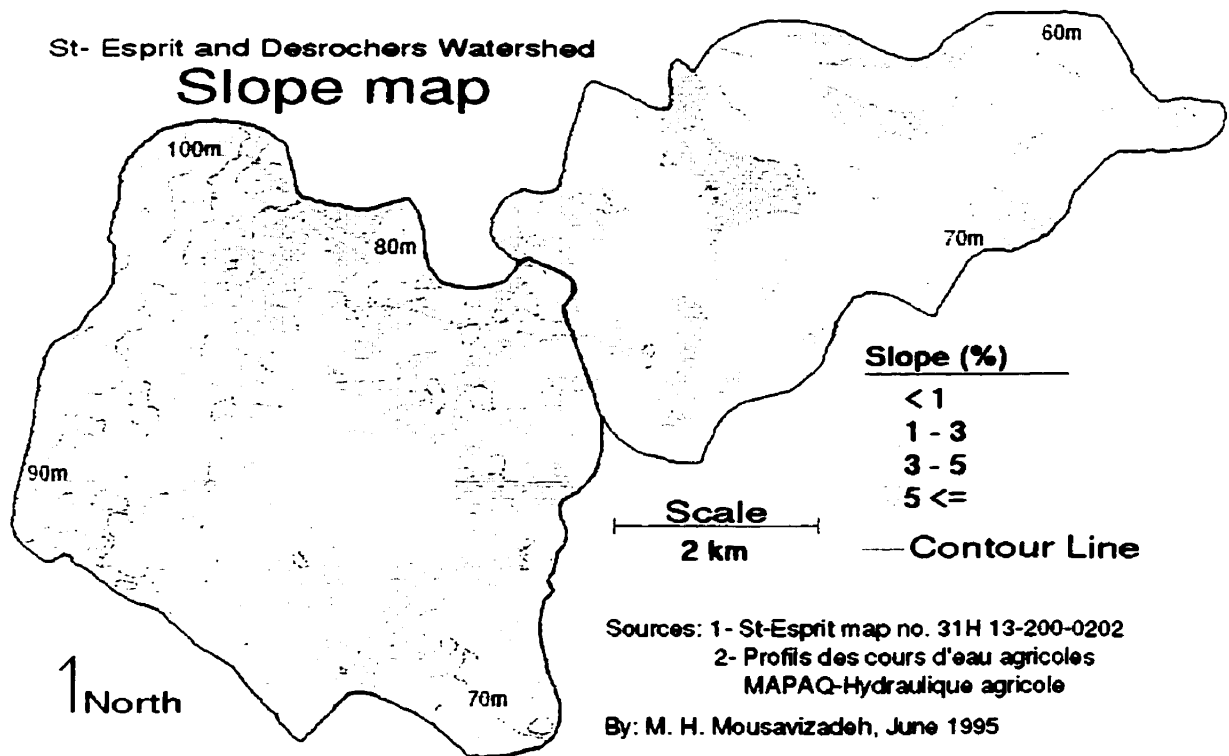 St- Esprit and Desrochers Watershed
Slope map
60m
100m
80m
70m
90m
70m
Slope (%)
< 1
1 - 3
3 - 5
5 <=
Contour Line
Scale
2 km
North
Sources: 1- St-Esprit map no. 31H 13-200-0202
2- Profils des cours d'eau agricoles
MAPAQ-Hydraulique agricole
By: M. H. Mousavizadeh, June 1995